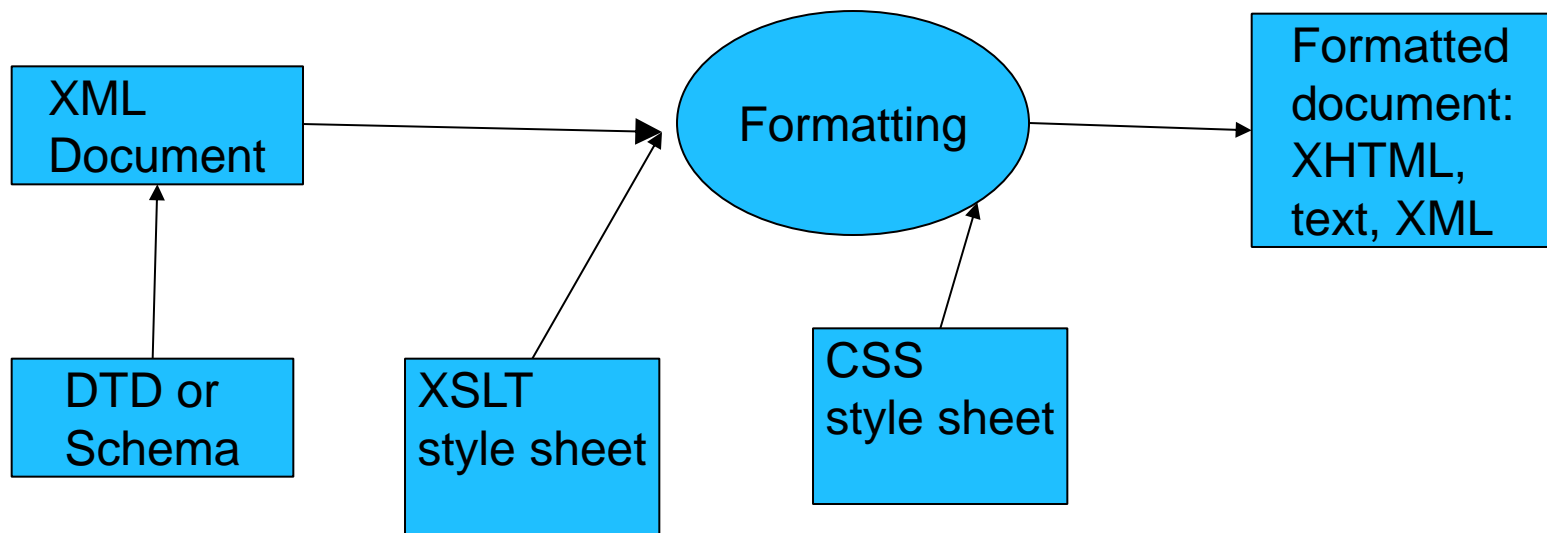 XML
Document
Formatting
Formatted
document:
XHTML,
text, XML
DTD or
Schema
XSLT
style sheet
CSS
style sheet